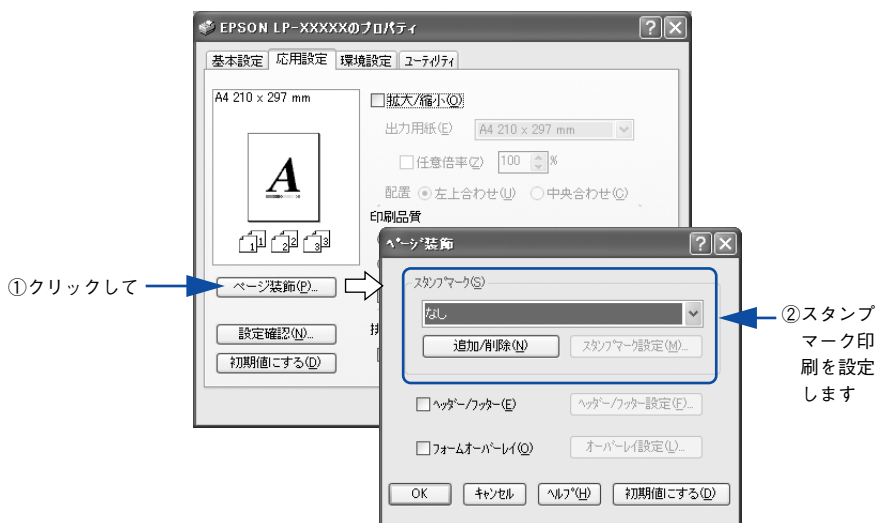 EPSON LP-XXXXXのプロパティ
基本設定 応用設定 環境設定 ユーティリティ
A4 210 x 297 mm
拡大/縮小(O)
出力用紙(E) A4 210 x 297 mm
任意倍率(Z) 100 %
配置 左上合わせ(U) 中央合わせ(C)
印刷品質
A
1 1 2 2 3 3
①クリックして
ページ装飾(P)...
設定確認(N)...
初期値にする(D)
ページ装飾
スタンプマーク(S)
なし
追加/削除(N) スタンプマーク設定(M)...
②スタンプ
マーク印
刷を設定
します
ヘッダー/フッター(E) ヘッダー/フッター設定(F)...
フォームオーバーレイ(O) オーバーレイ設定(L)...
OK キャンセル ヘルプ(H) 初期値にする(D)